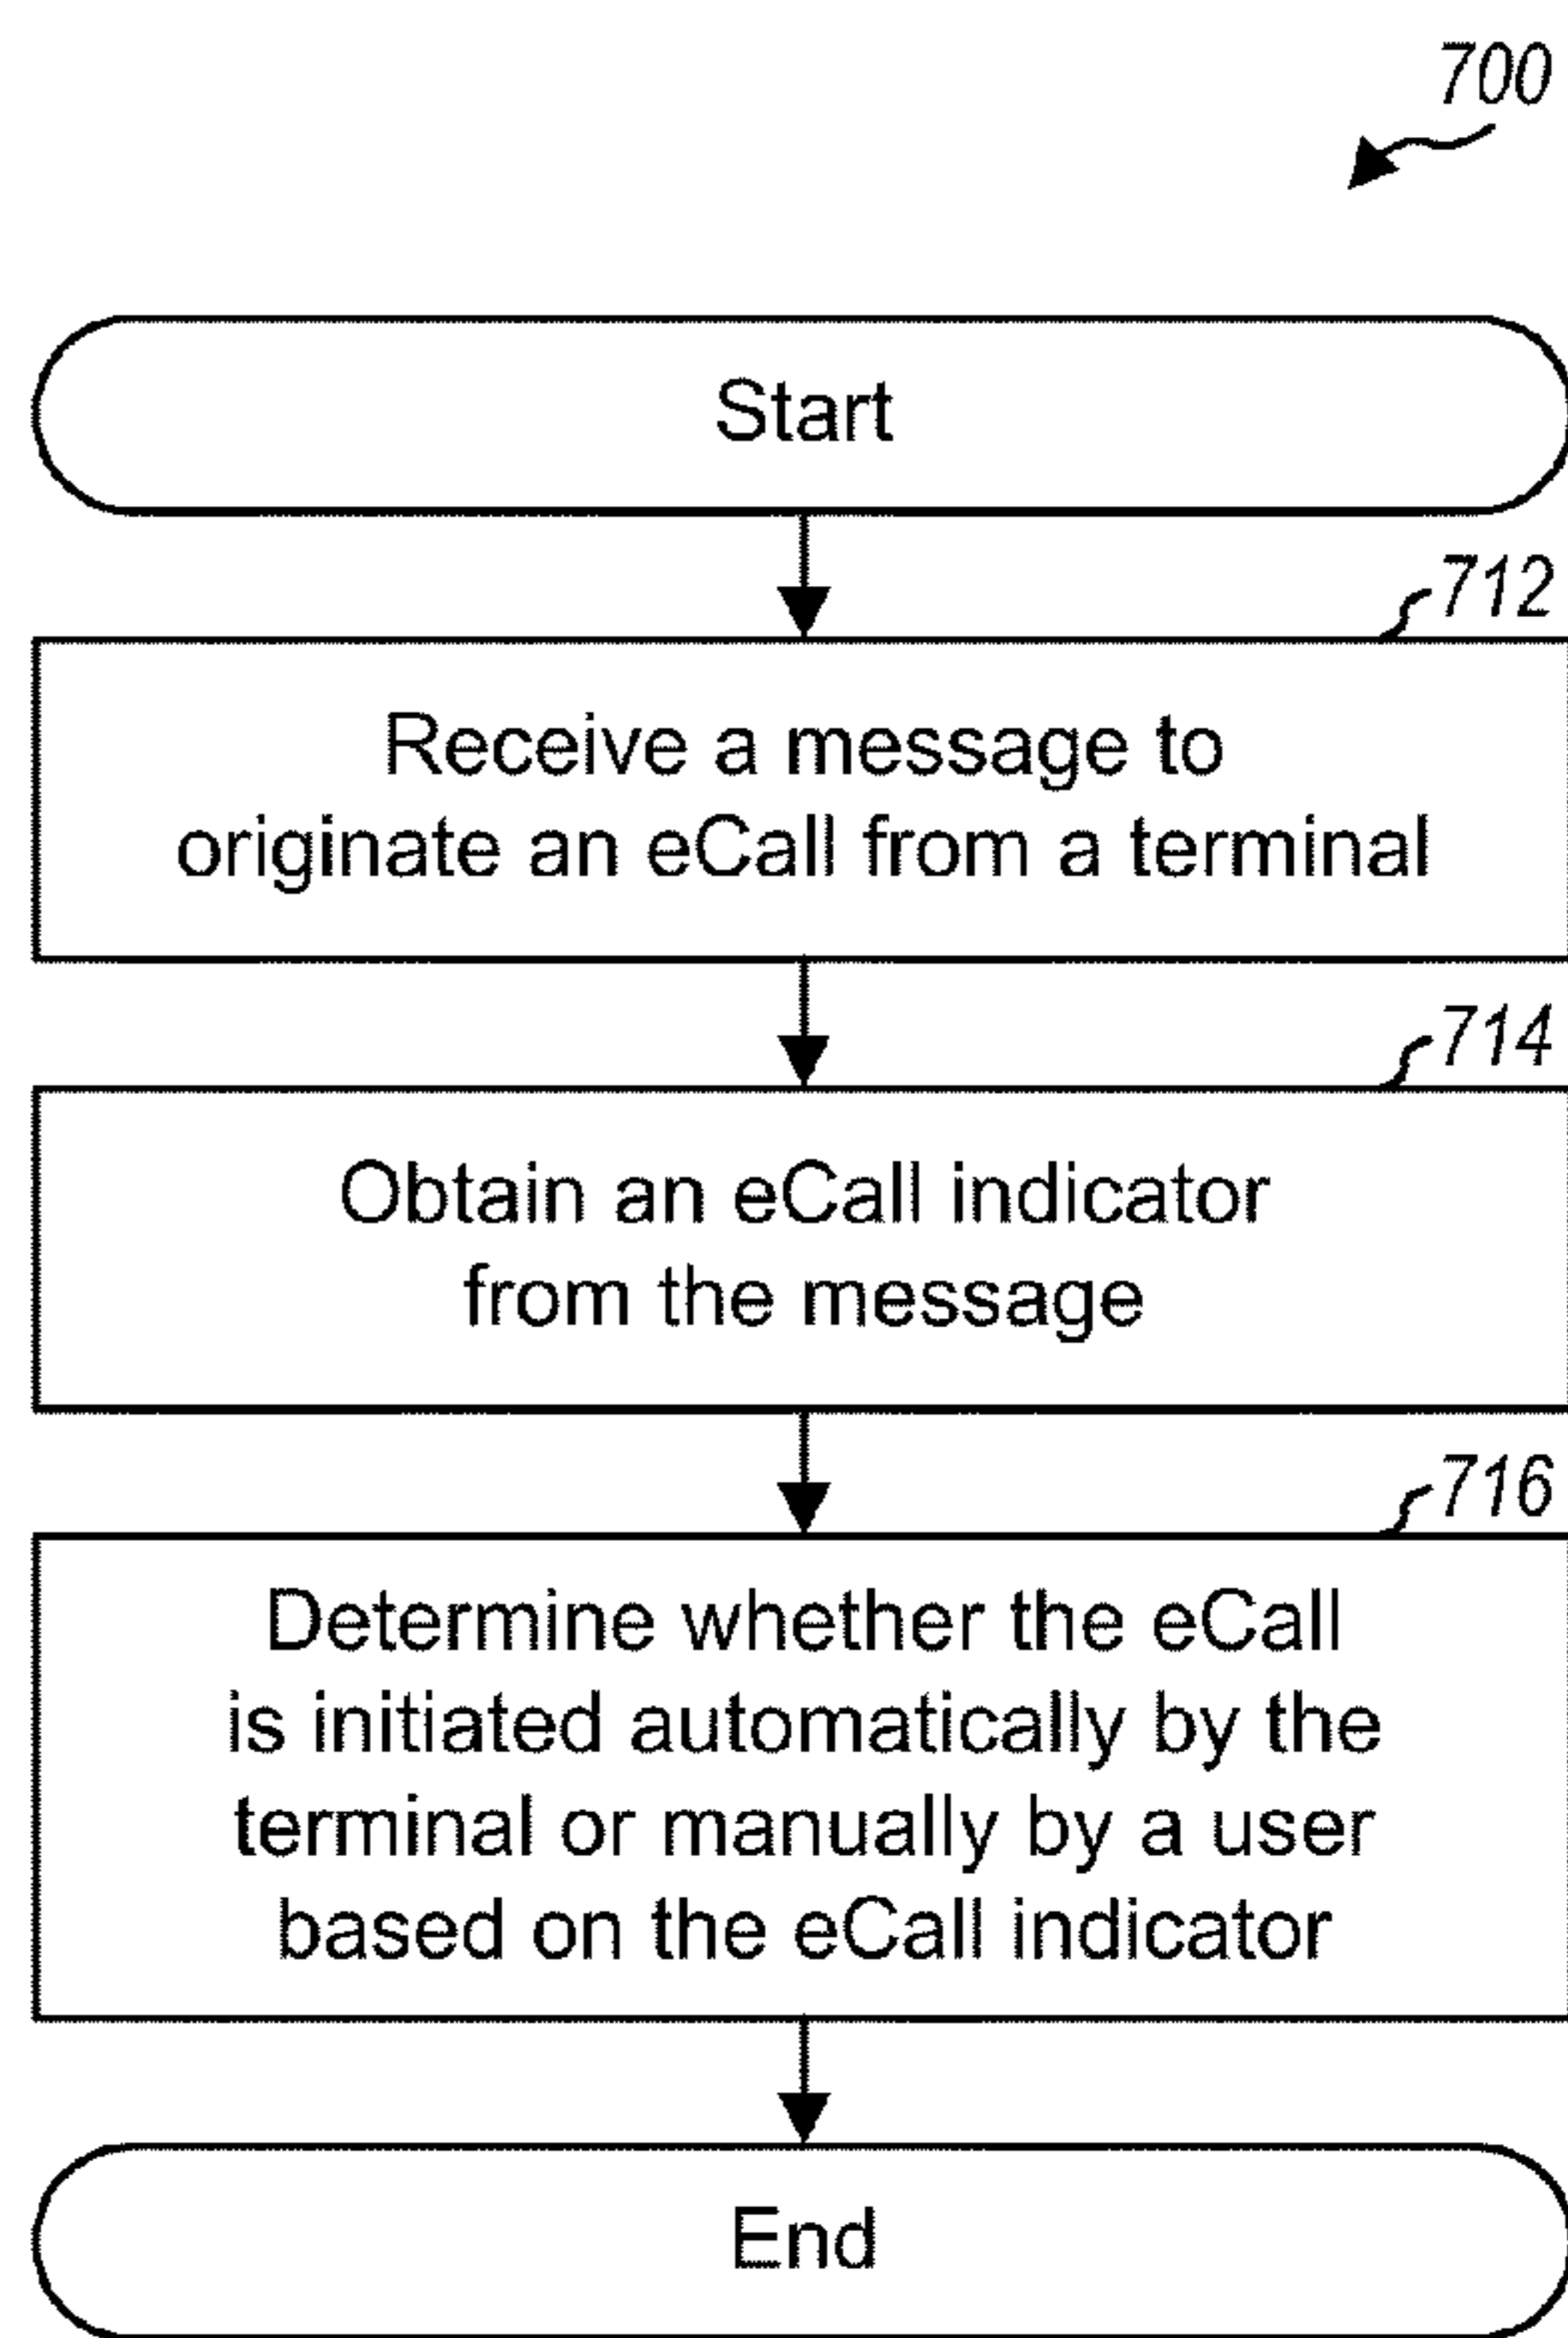 700
Start
712
Receive a message to
originate an eCall from a terminal
714
Obtain an eCall indicator
from the message
716
Determine whether the eCall
is initiated automatically by the
terminal or manually by a user
based on the eCall indicator
End